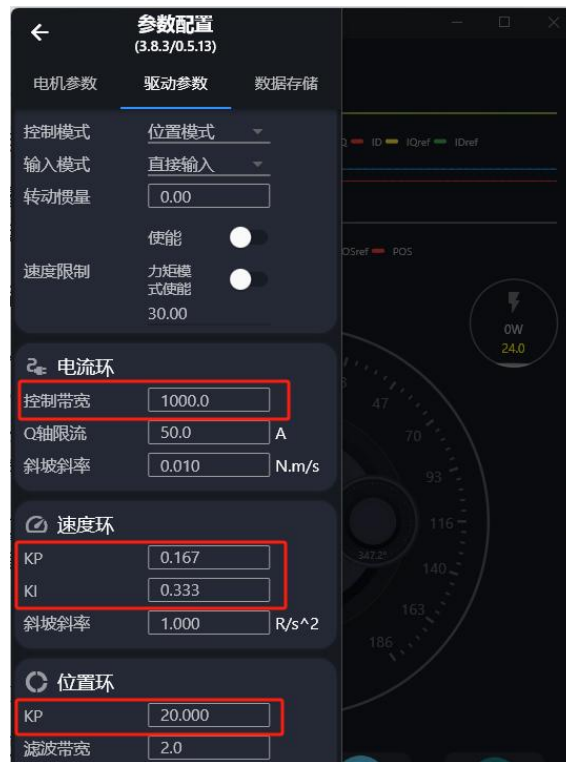 参数配置
(3.8.3/0.5.13)
电机参数 驱动参数 数据存储
控制模式 位置模式
输入模式 直接输入
转动惯量 0.00
使能
速度限制 力矩模式使能
30.00
电流环
控制带宽 1000.0
Q轴限流 50.0 A
斜坡斜率 0.010 N.m/s
速度环
KP 0.167
KI 0.333
斜坡斜率 1.000 R/s^2
位置环
KP 20.000
滤波带宽 2.0
Q ID IQref IDref
OSref POS
0W
24.0
47
70
93
116
140
163
186
347.2°